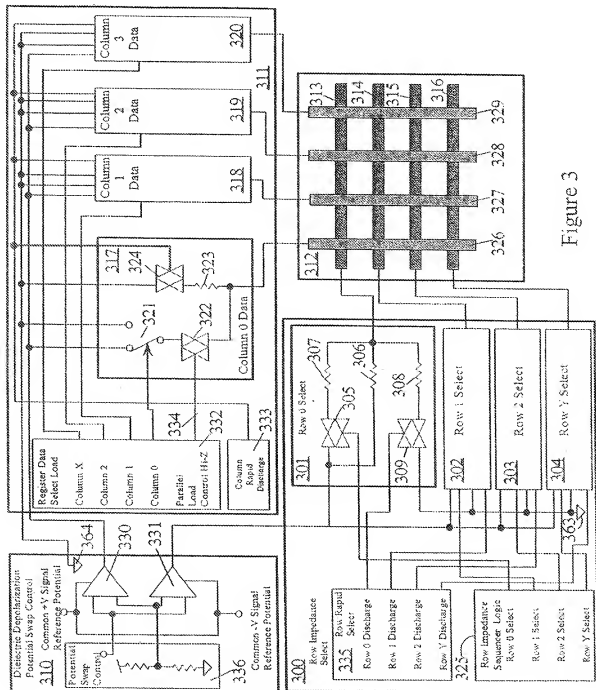 Dielectric Depolarization
Potential Swap Control
310
Common +V Signal
Reference Potential
364
330
331
Potential
Swap
Control
336
Common -V Signal
Reference Potential
Register Data
Select Load
Column X
Column 2
Column 1
Column 0
Parallel
Load
Control Hi-Z
332
334
Column
Rapid
Discharge
333
317
324
323
321
322
Column 0 Data
Column
1
Data
318
Column
2
Data
319
Column
3
Data
320
311
300
Row Impedance
Select
301
Row 0 Select
307
305
306
308
309
302
Row 1 Select
303
Row 2 Select
304
Row Y Select
363
335
Row Rapid
Select
Row 0 Discharge
Row 1 Discharge
Row 2 Discharge
Row Y Discharge
325
Row Impedance
Sequencer Logic
Row 0 Select
Row 1 Select
Row 2 Select
Row Y Select
312
313
314
315
316
326
327
328
329
Figure 3